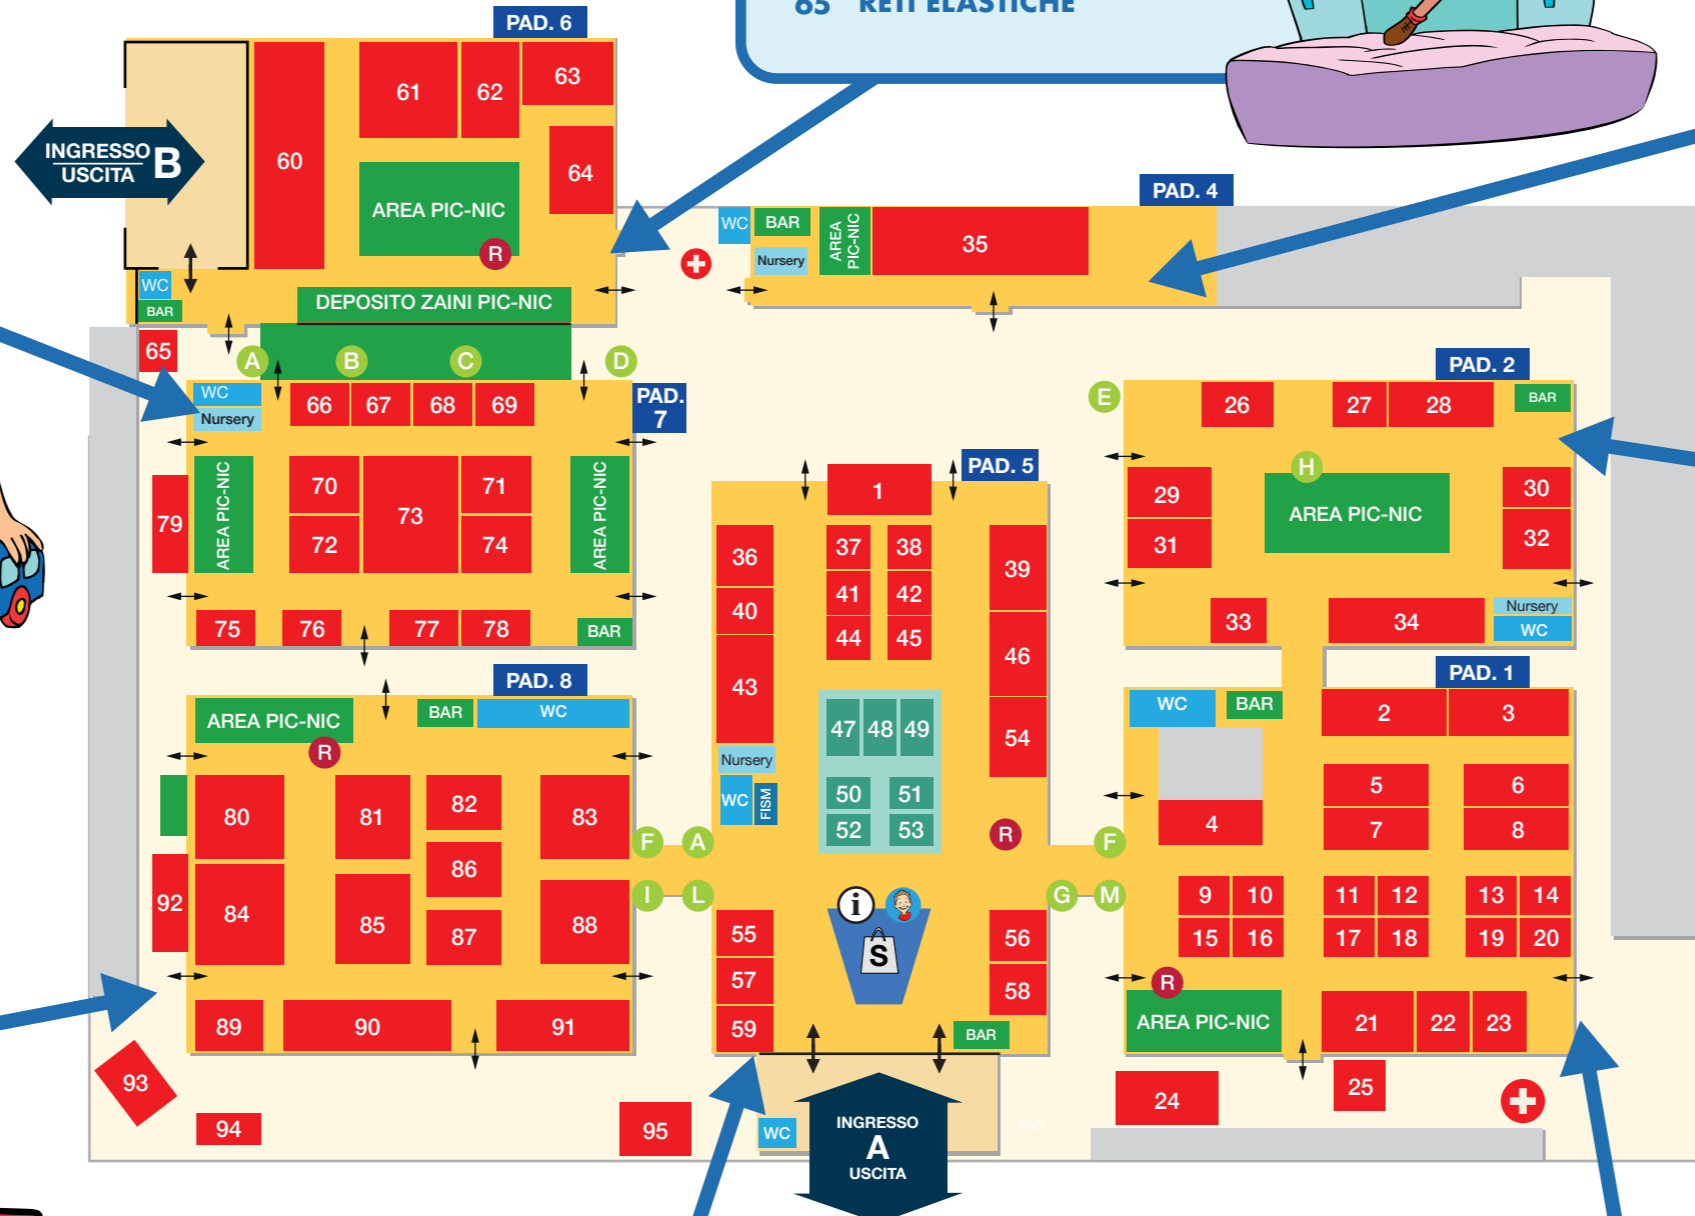 65 RETI ELASTICHE
PAD. 6
60
61
62
63
64
INGRESSO
USCITA
B
AREA PIC-NIC
R
WC
BAR
DEPOSITO ZAINI PIC-NIC
PAD. 4
WC
BAR
Nursery
AREA
PIC-NIC
35
65
A
B
C
D
WC
Nursery
66
67
68
69
PAD.
7
79
AREA PIC-NIC
70
71
72
73
74
AREA PIC-NIC
75
76
77
78
BAR
PAD. 2
E
26
27
28
BAR
H
29
30
31
32
AREA PIC-NIC
33
34
Nursery
WC
PAD. 5
1
36
37
38
39
40
41
42
43
44
45
46
47
48
49
54
Nursery
WC
FISM
50
51
52
53
R
PAD. 8
AREA PIC-NIC
BAR
WC
R
80
81
82
83
84
85
86
87
88
92
89
90
91
F
A
I
L
i
S
55
56
57
58
59
BAR
F
G
M
PAD. 1
WC
BAR
2
3
4
5
6
7
8
9
10
11
12
13
14
15
16
17
18
19
20
R
AREA PIC-NIC
21
22
23
24
25
93
94
95
WC
INGRESSO
A
USCITA